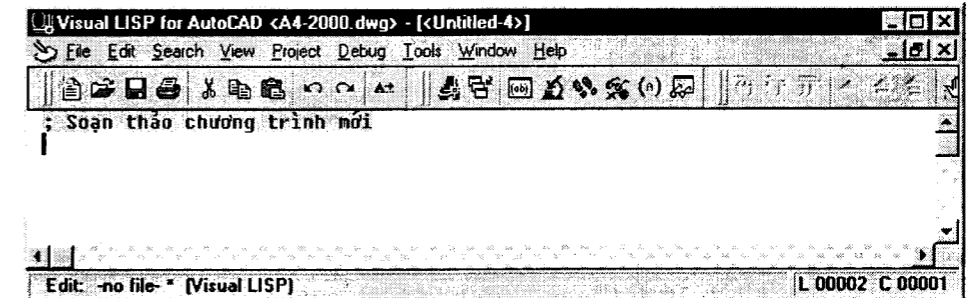 Visual LISP for AutoCAD <A4-2000.dwg> - [<Untitled-4>]
File Edit Search View Project Debug Tools Window Help
; Soạn thảo chương trình mới
Edit: -no file- * (Visual LISP) L 00002 C 00001